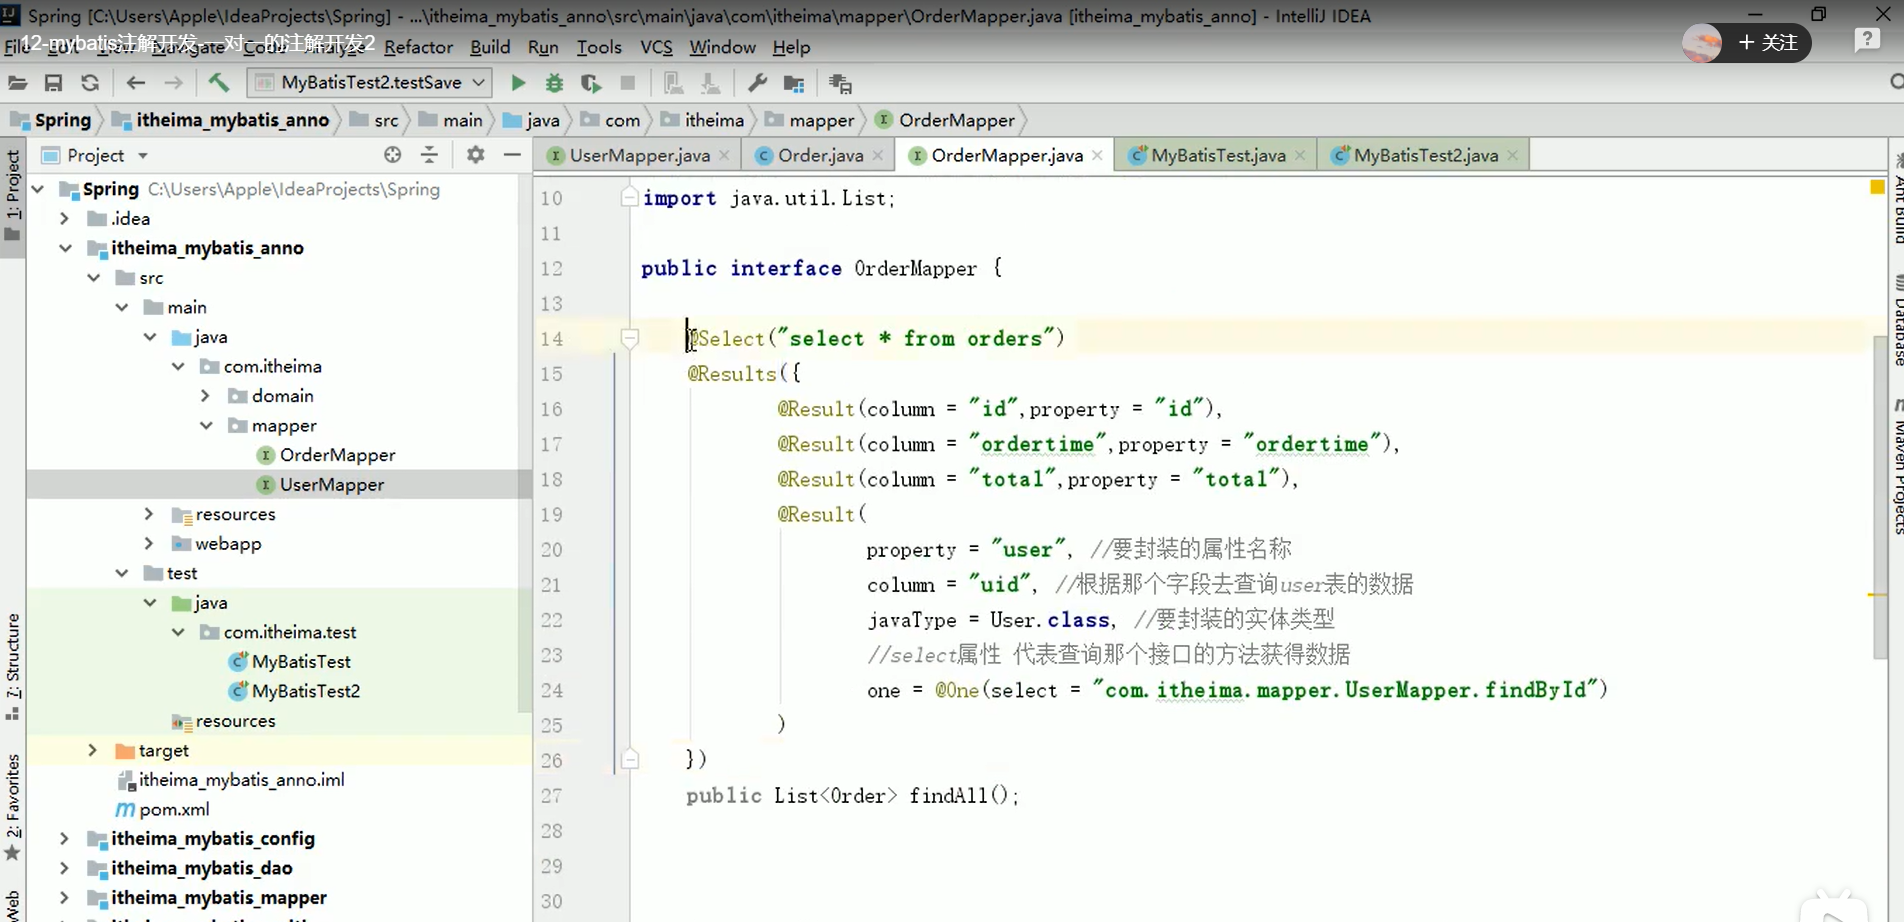 Spring [C:\Users\Apple\IdeaProjects\Spring] - ...\itheima_mybatis_anno\src\main\java\com\itheima\mapper\OrderMapper.java [itheima_mybatis_anno] - IntelliJ IDEA
12-mybatis注解开发-一对一的注解开发2
File Refactor Build Run Tools VCS Window Help
+ 关注
MyBatisTest2.testSave
Spring itheima_mybatis_anno src main java com itheima mapper OrderMapper
Project
UserMapper.java Order.java OrderMapper.java MyBatisTest.java MyBatisTest2.java
1: Project
Spring C:\Users\Apple\IdeaProjects\Spring
.idea
itheima_mybatis_anno
src
main
java
com.itheima
domain
mapper
OrderMapper
UserMapper
resources
webapp
test
java
com.itheima.test
MyBatisTest
MyBatisTest2
resources
target
itheima_mybatis_anno.iml
pom.xml
itheima_mybatis_config
itheima_mybatis_dao
itheima_mybatis_mapper
7: Structure
2: Favorites
Web
10 import java.util.List;
11
12 public interface OrderMapper {
13
14 @Select("select * from orders")
15 @Results({
16 @Result(column = "id",property = "id"),
17 @Result(column = "ordertime",property = "ordertime"),
18 @Result(column = "total",property = "total"),
19 @Result(
20 property = "user", //要封装的属性名称
21 column = "uid", //根据那个字段去查询user表的数据
22 javaType = User.class, //要封装的实体类型
23 //select属性 代表查询那个接口的方法获得数据
24 one = @One(select = "com.itheima.mapper.UserMapper.findById")
25 )
26 })
27 public List<Order> findAll();
28
29
30
Ant Build
Database
Maven Projects